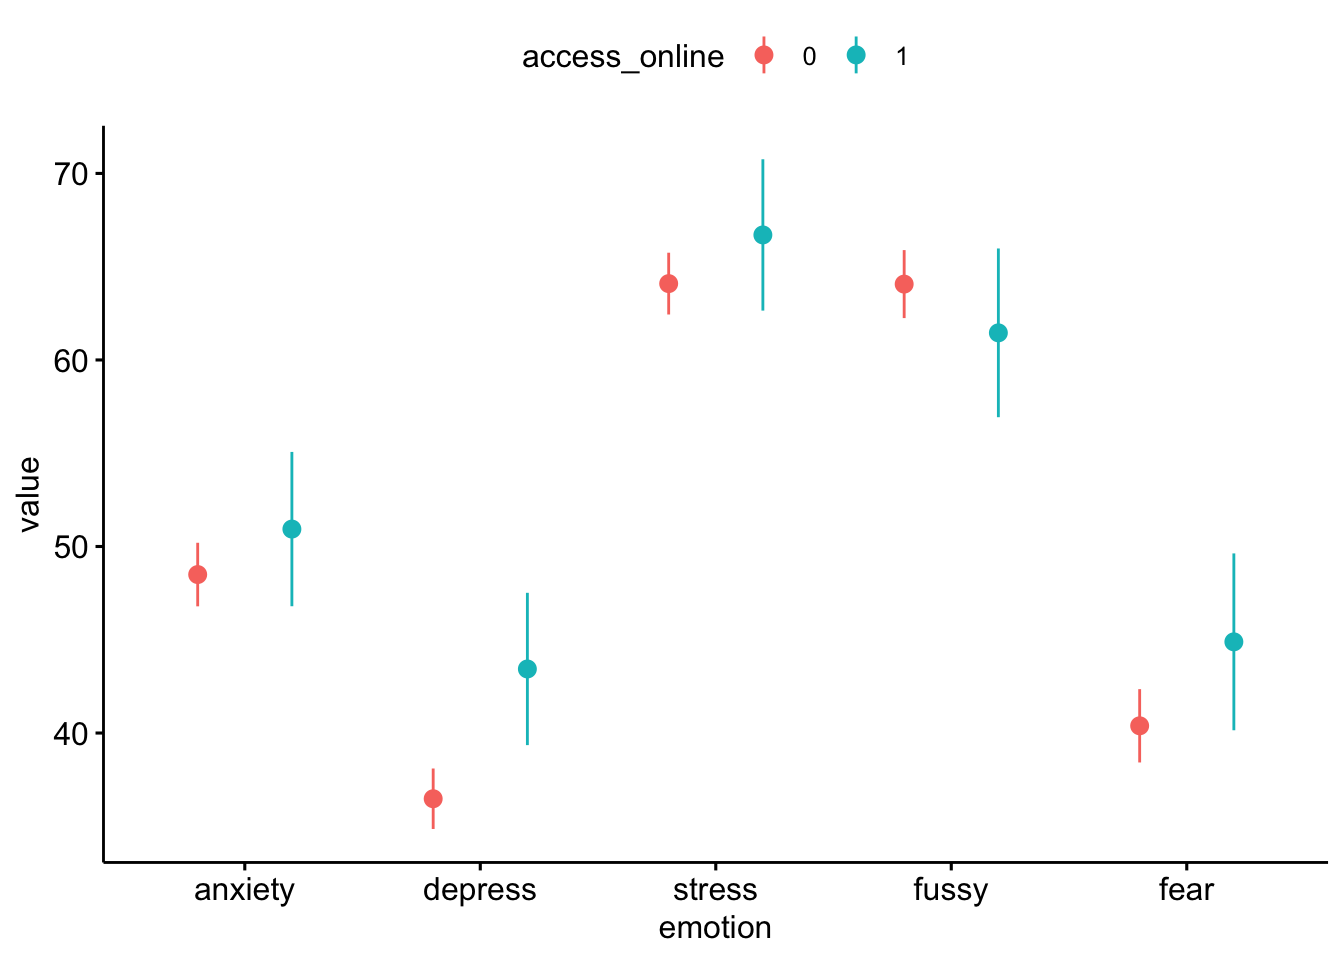 access_online 0 1
70
60
50
40
value
anxiety depress stress fussy fear
emotion